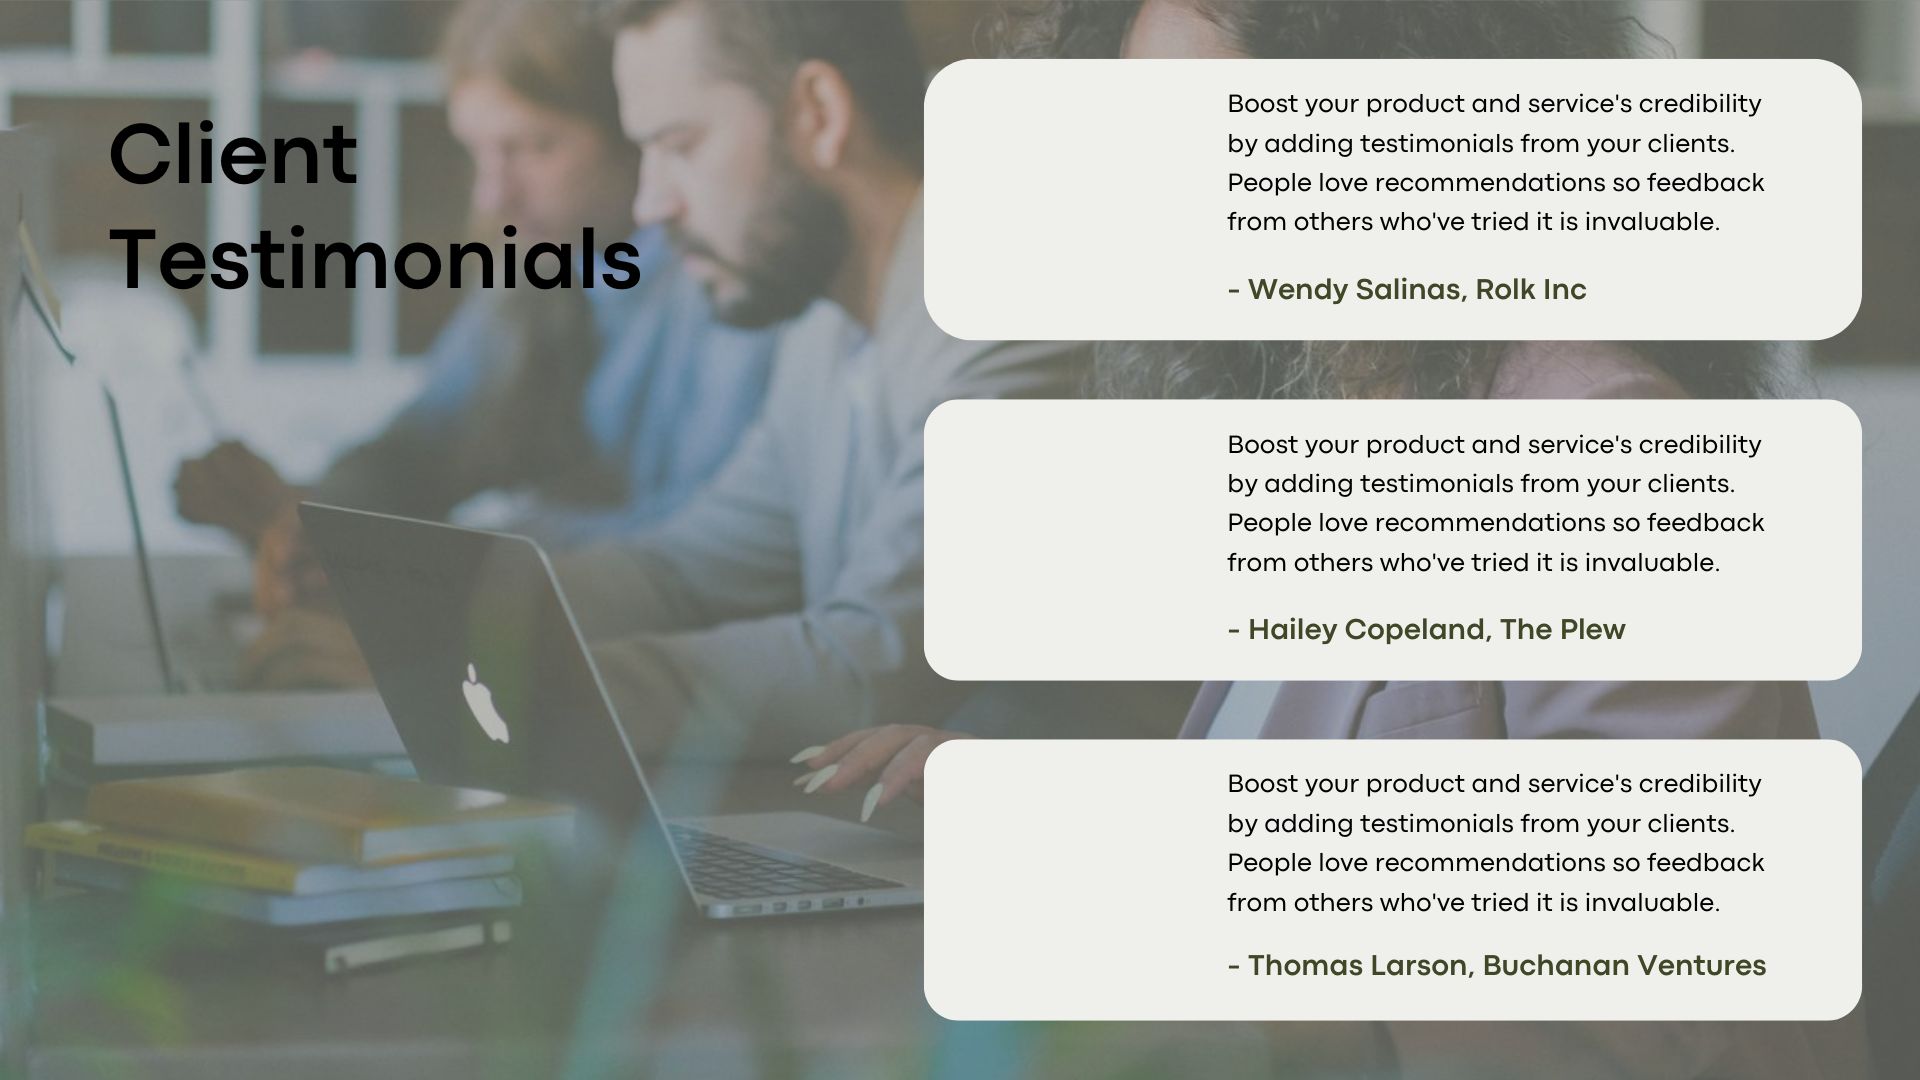 Client
Testimonials
Boost your product and service's credibility
by adding testimonials from your clients.
People love recommendations so feedback
from others who've tried it is invaluable.
- Wendy Salinas, Rolk Inc
Boost your product and service's credibility
by adding testimonials from your clients.
People love recommendations so feedback
from others who've tried it is invaluable.
- Hailey Copeland, The Plew
Boost your product and service's credibility
by adding testimonials from your clients.
People love recommendations so feedback
from others who've tried it is invaluable.
- Thomas Larson, Buchanan Ventures